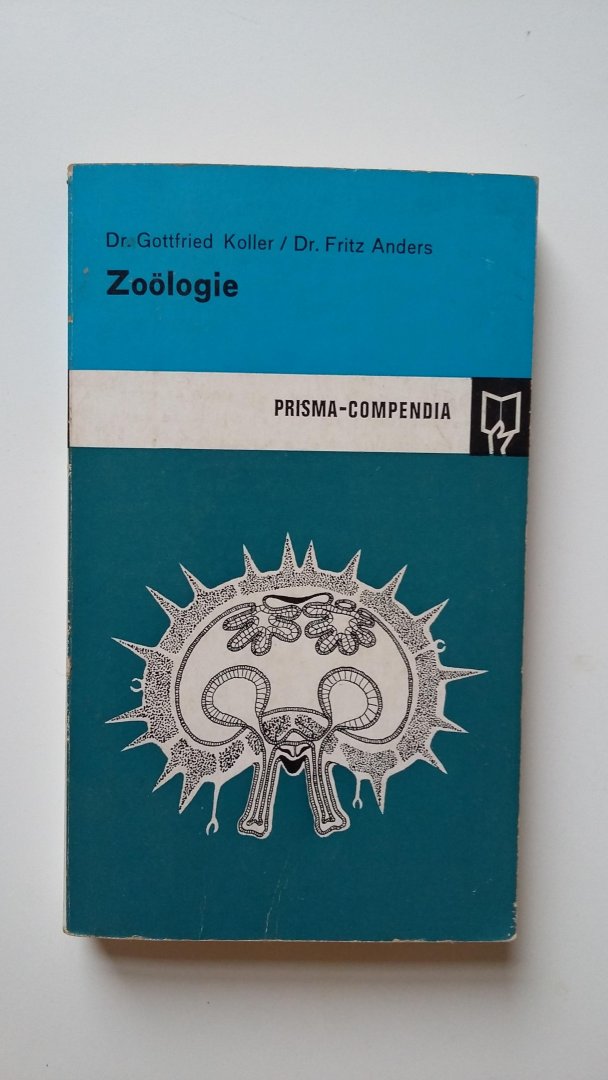 Dr. Gottfried Koller / Dr. Fritz Anders
Zoölogie
PRISMA-COMPENDIA